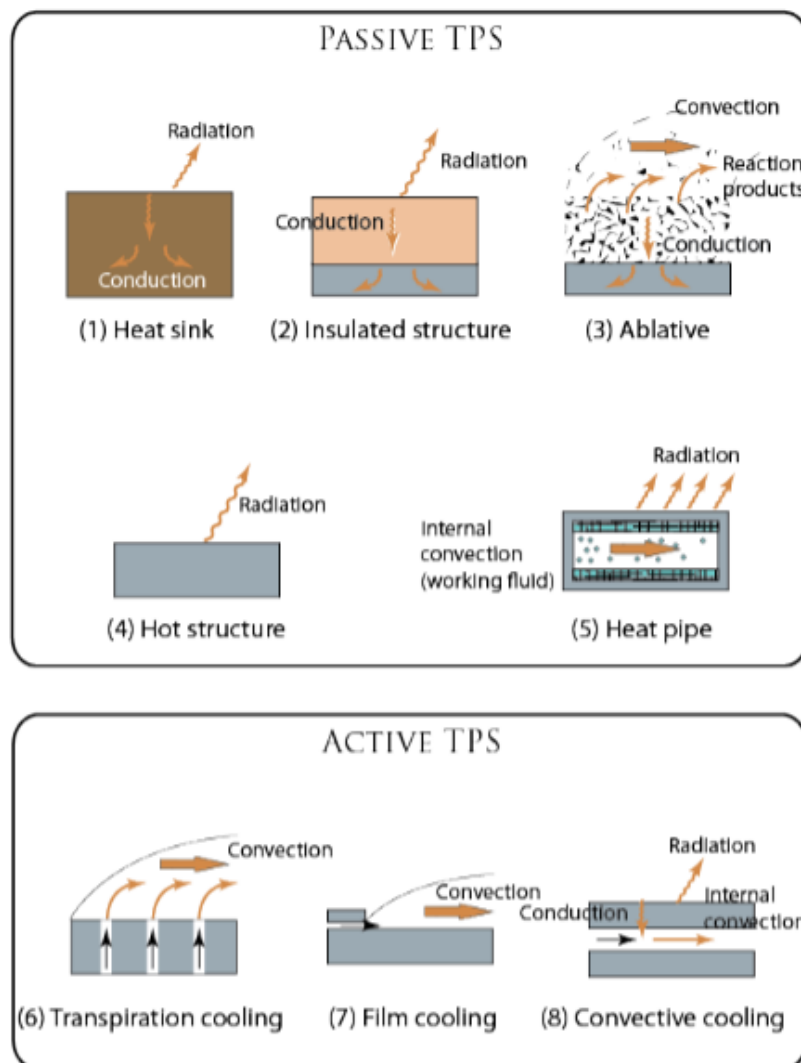 PASSIVE TPS
Radiation
Conduction
(1) Heat sink
Radiation
Conduction
(2) Insulated structure
Convection
Reaction
products
Conduction
(3) Ablative
Radiation
(4) Hot structure
Radiation
Internal
convection
(working fluid)
(5) Heat pipe
ACTIVE TPS
Convection
(6) Transpiration cooling
Convection
(7) Film cooling
Radiation
Conduction
Internal
convection
(8) Convective cooling